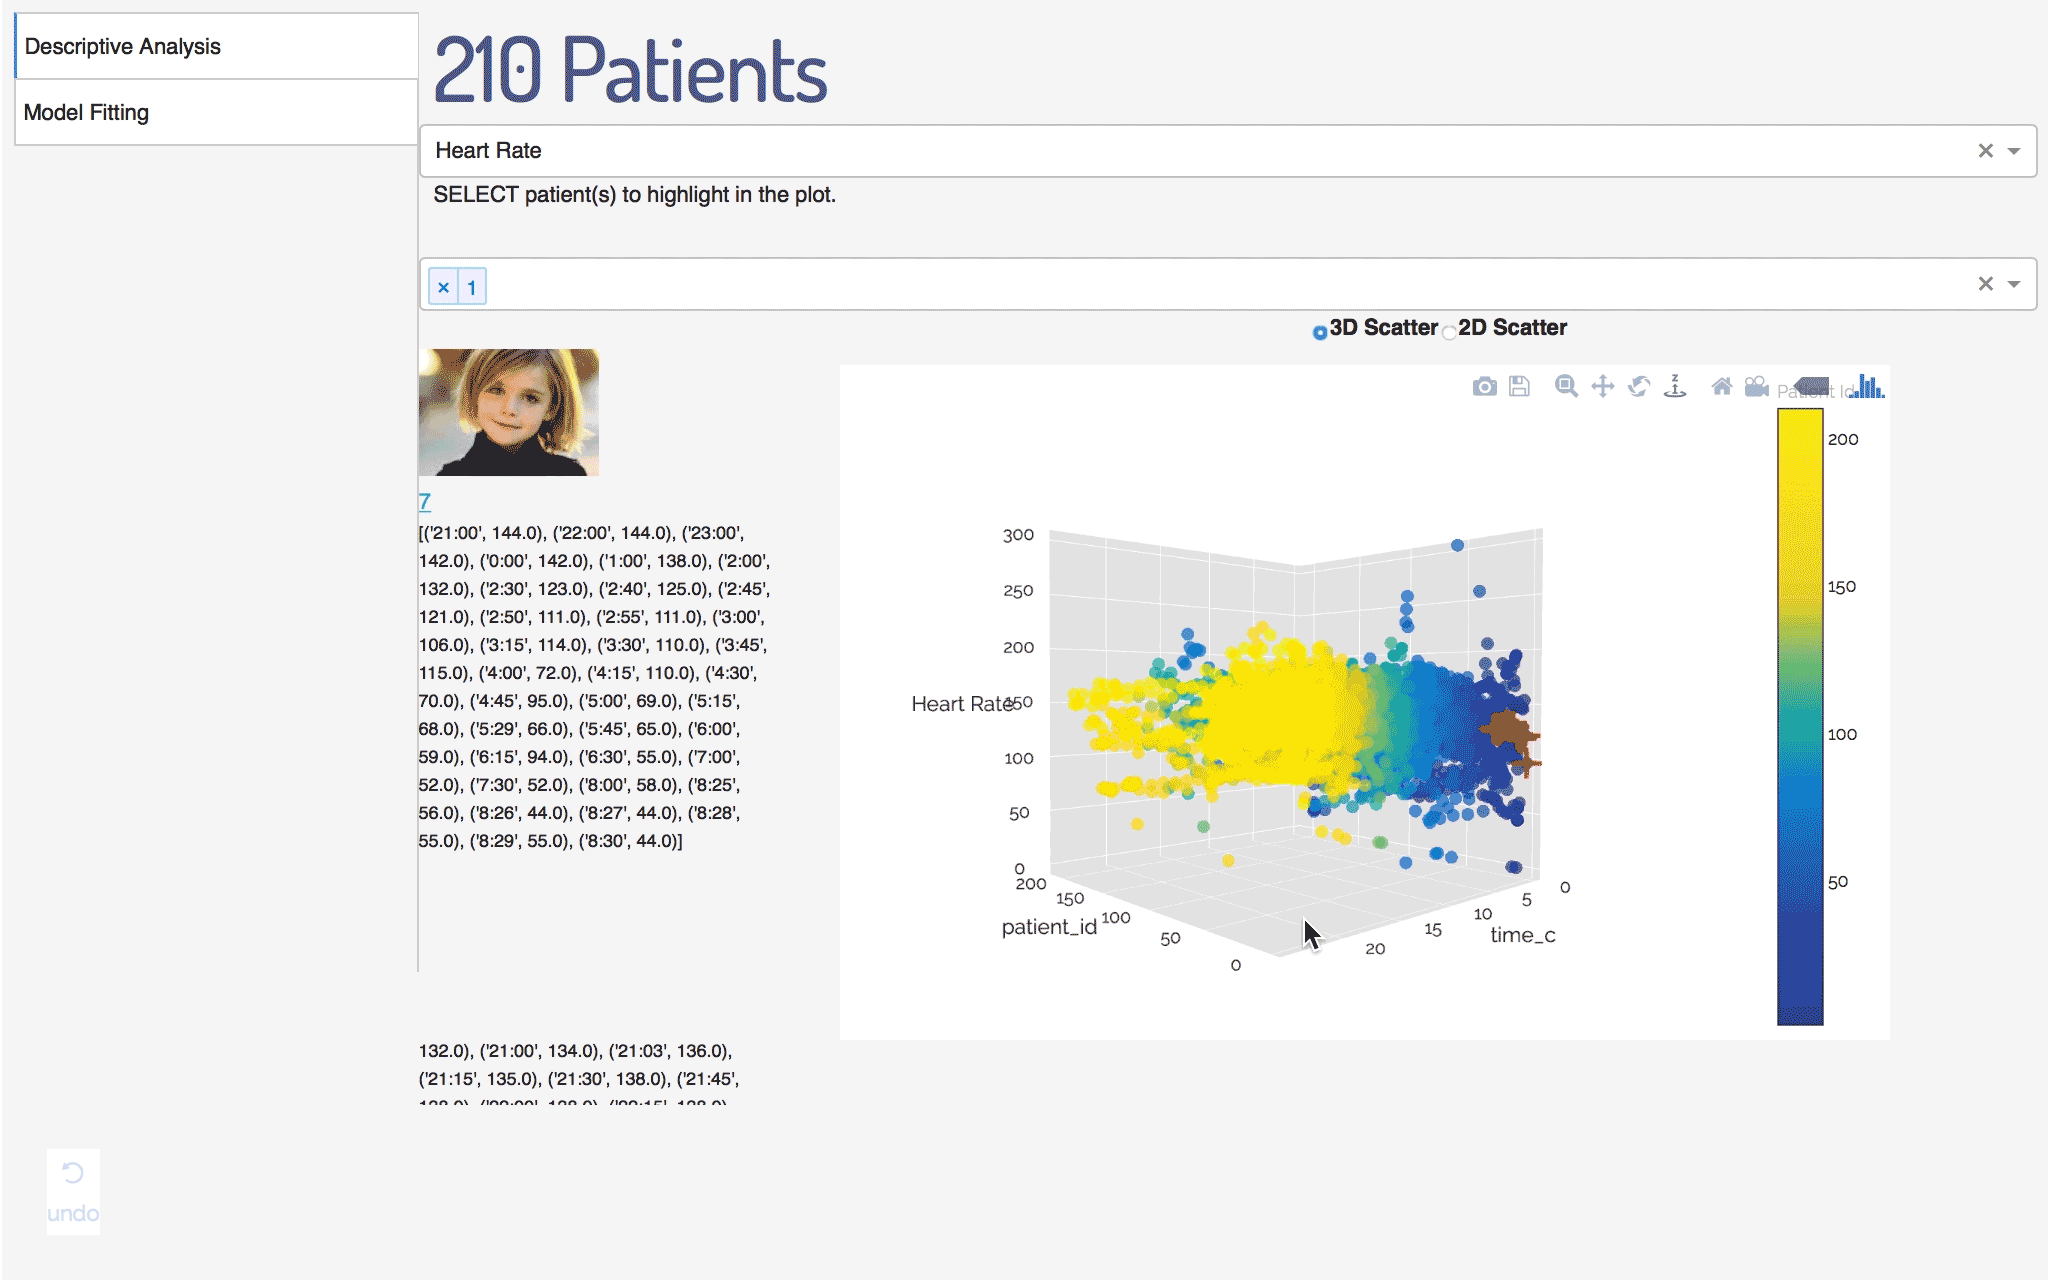 Descriptive Analysis
Model Fitting
210 Patients
Heart Rate
SELECT patient(s) to highlight in the plot.
× 1
3D Scatter 2D Scatter
7
[('21:00', 144.0), ('22:00', 144.0), ('23:00',
142.0), ('0:00', 142.0), ('1:00', 138.0), ('2:00',
132.0), ('2:30', 123.0), ('2:40', 125.0), ('2:45',
121.0), ('2:50', 111.0), ('2:55', 111.0), ('3:00',
106.0), ('3:15', 114.0), ('3:30', 110.0), ('3:45',
115.0), ('4:00', 72.0), ('4:15', 110.0), ('4:30',
70.0), ('4:45', 95.0), ('5:00', 69.0), ('5:15',
68.0), ('5:29', 66.0), ('5:45', 65.0), ('6:00',
59.0), ('6:15', 94.0), ('6:30', 55.0), ('7:00',
52.0), ('7:30', 52.0), ('8:00', 58.0), ('8:25',
56.0), ('8:26', 44.0), ('8:27', 44.0), ('8:28',
55.0), ('8:29', 55.0), ('8:30', 44.0)]
132.0), ('21:00', 134.0), ('21:03', 136.0),
('21:15', 135.0), ('21:30', 138.0), ('21:45',
Z
Patient Id
200
150
100
50
300
250
200
Heart Rate
150
100
50
0
200
150
100
50
0
patient_id
20
15
10
5
0
time_c
undo